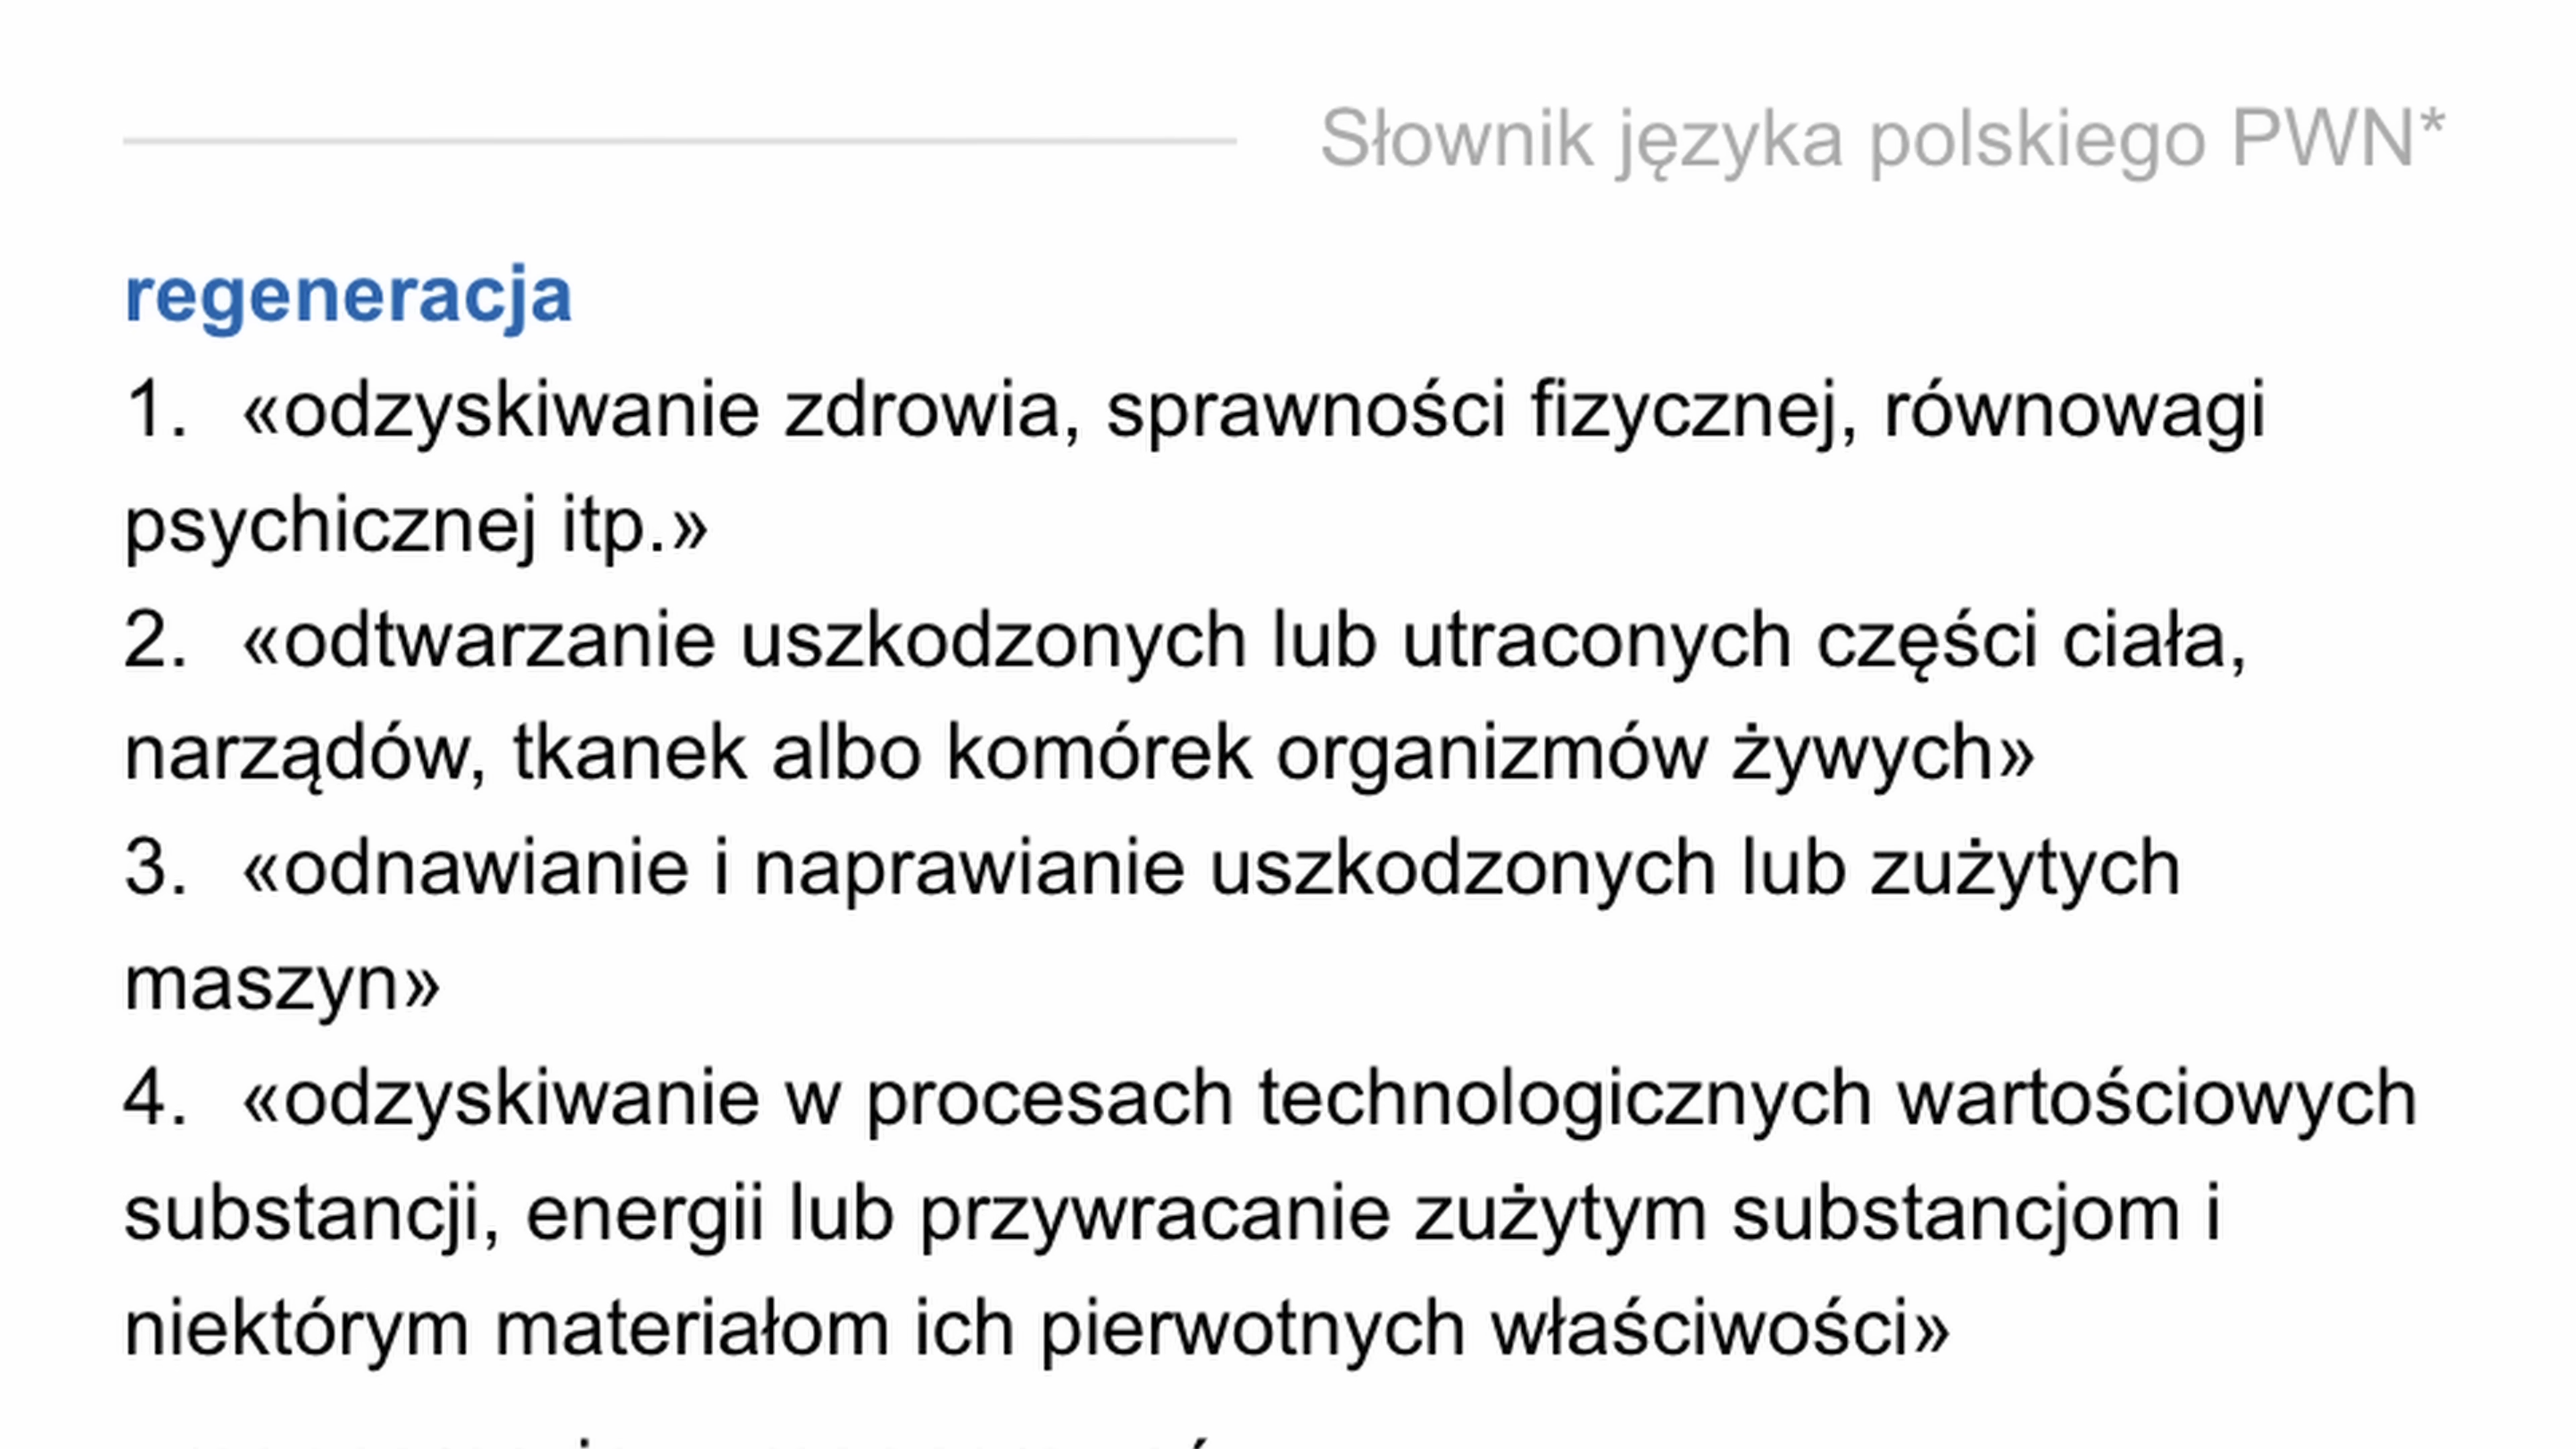 Słownik języka polskiego PWN*
regeneracja
1. «odzyskiwanie zdrowia, sprawności fizycznej, równowagi
psychicznej itp.»
2. «odtwarzanie uszkodzonych lub utraconych części ciała,
narządów, tkanek albo komórek organizmów żywych»
3. «odnawianie i naprawianie uszkodzonych lub zużytych
maszyn»
4. «odzyskiwanie w procesach technologicznych wartościowych
substancji, energii lub przywracanie zużytym substancjom i
niektórym materiałom ich pierwotnych właściwości»